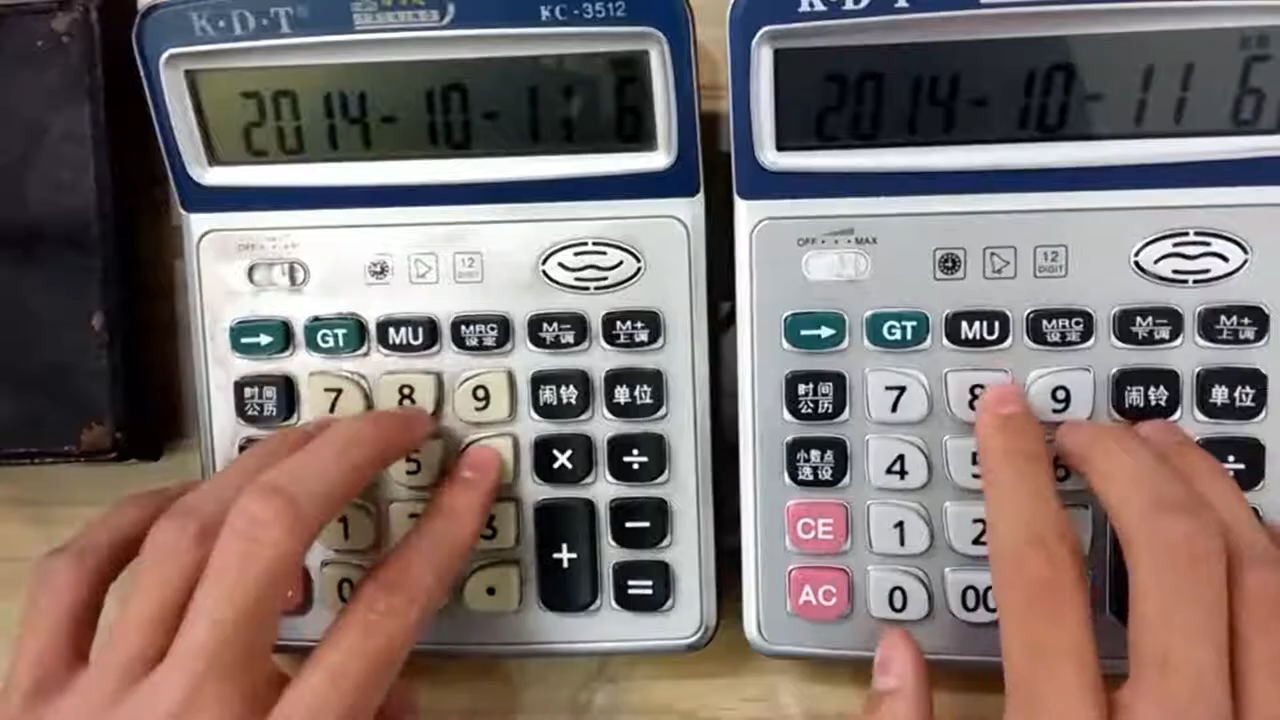 K·D·T KC-3512
2014-10-11 6
OFF
12
DIGIT
→ GT MU MRC 设定 M- 下调 M+ 上调
时间 公历 7 8 9 闹铃 单位
5 × ÷
1 3 + -
0 · =
K·D·T
2014-10-11 6
OFF MAX
12
DIGIT
→ GT MU MRC 设定 M- 下调 M+ 上调
时间 公历 7 8 9 闹铃 单位
小数点 选设 4 5 6 ÷
CE 1 2
AC 0 00